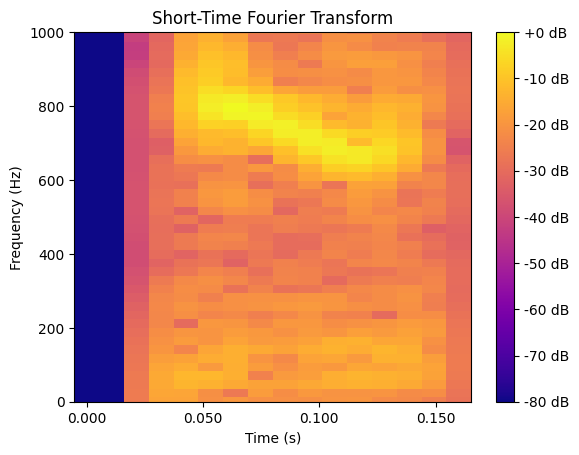 Short-Time Fourier Transform
1000
800
600
400
200
0
Frequency (Hz)
0.000
0.050
0.100
0.150
Time (s)
+0 dB
-10 dB
-20 dB
-30 dB
-40 dB
-50 dB
-60 dB
-70 dB
-80 dB